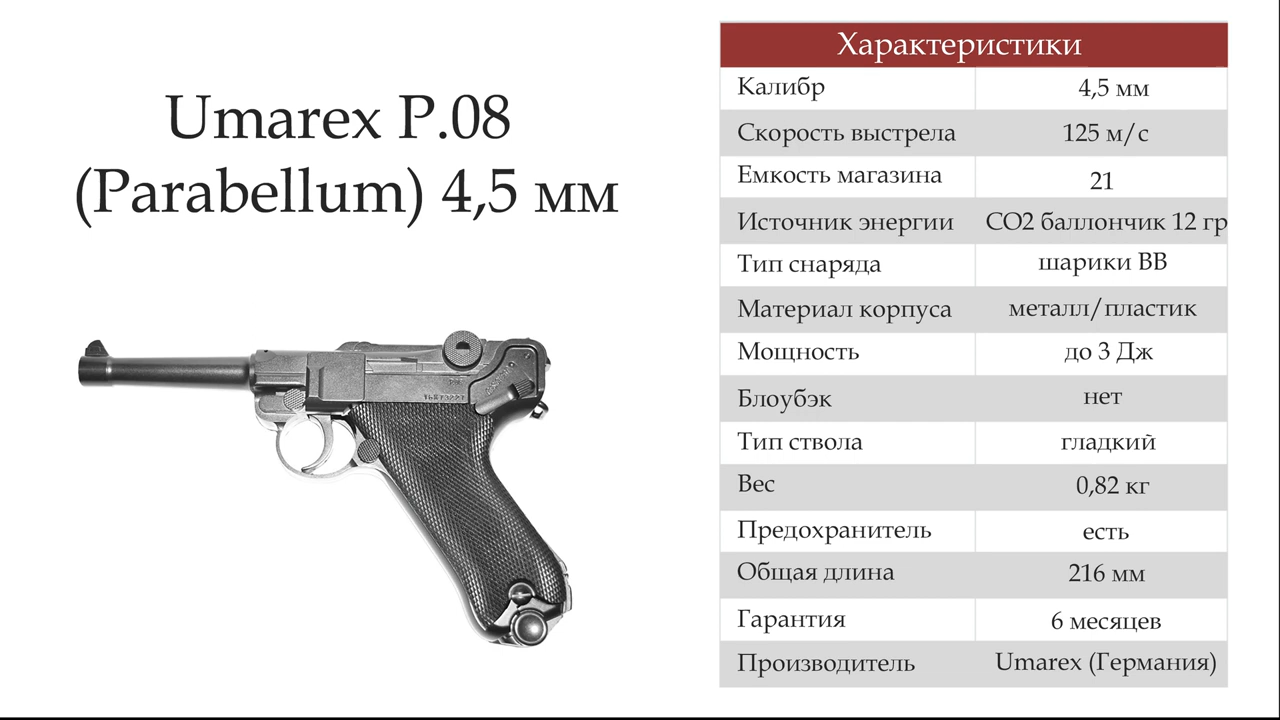 Umarex P.08
(Parabellum) 4,5 мм
Характеристики
Калибр 4,5 мм
Скорость выстрела 125 м/с
Емкость магазина 21
Источник энергии CO2 баллончик 12 гр
Тип снаряда шарики ВВ
Материал корпуса металл/пластик
Мощность до 3 Дж
Блоубэк нет
Тип ствола гладкий
Вес 0,82 кг
Предохранитель есть
Общая длина 216 мм
Гарантия 6 месяцев
Производитель Umarex (Германия)